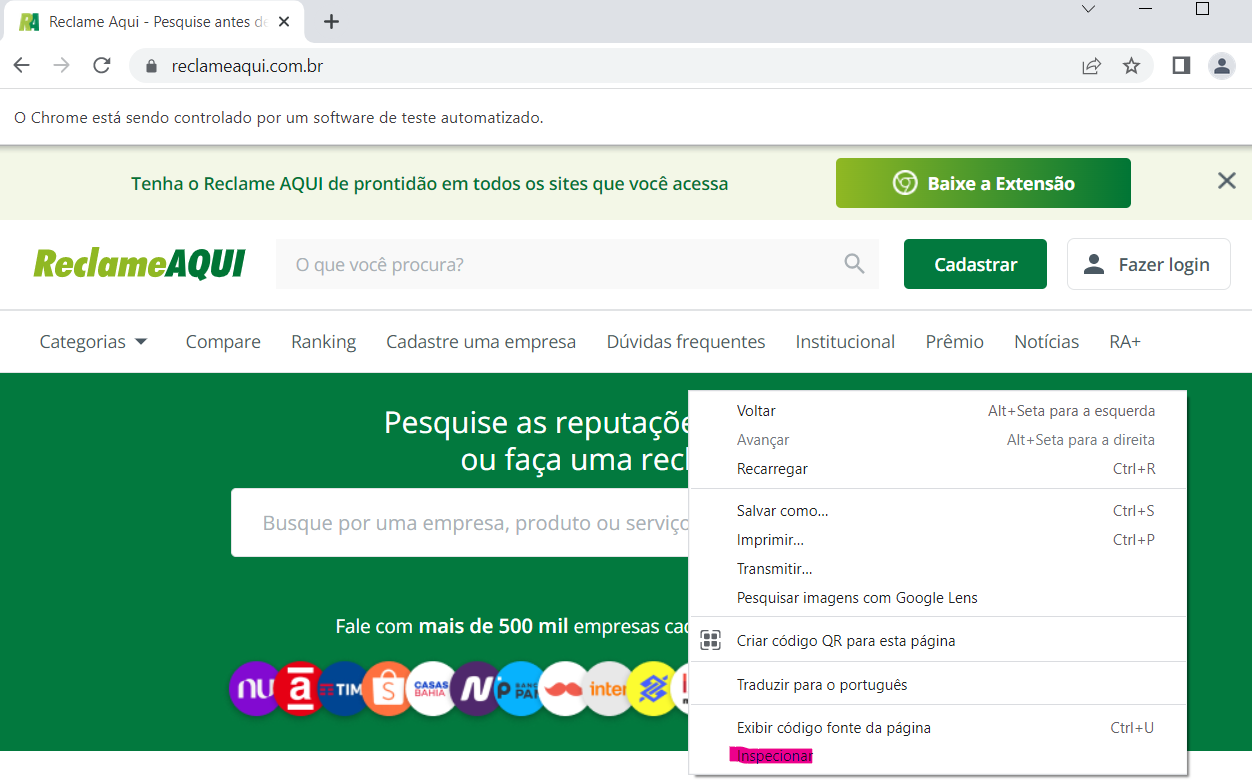 Reclame Aqui - Pesquise antes de
reclameaqui.com.br
O Chrome está sendo controlado por um software de teste automatizado.
Tenha o Reclame AQUI de prontidão em todos os sites que você acessa
Baixe a Extensão
ReclameAQUI
O que você procura?
Cadastrar
Fazer login
Categorias Compare Ranking Cadastre uma empresa Dúvidas frequentes Institucional Prêmio Notícias RA+
Pesquise as reputaçõe
ou faça uma recl
Busque por uma empresa, produto ou serviço
Fale com mais de 500 mil empresas cad
nu a TIM S CASAS BAHIA N BANCO PAN inter
Voltar Alt+Seta para a esquerda
Avançar Alt+Seta para a direita
Recarregar Ctrl+R
Salvar como... Ctrl+S
Imprimir... Ctrl+P
Transmitir...
Pesquisar imagens com Google Lens
Criar código QR para esta página
Traduzir para o português
Exibir código fonte da página Ctrl+U
Inspecionar